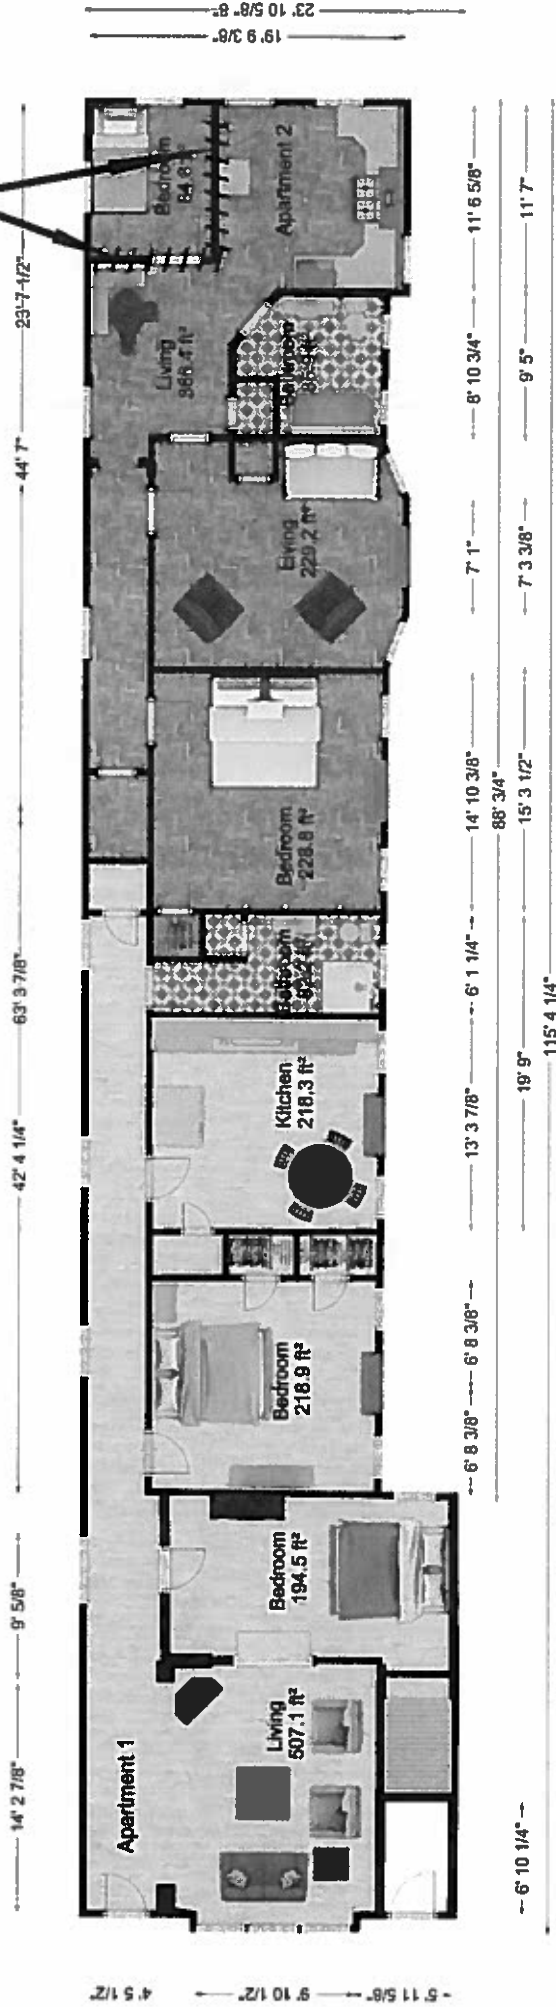 23' 10 5/8" 8"
19' 9 3/8"
23' 7 1/2"
44' 7"
63' 3 7/8"
42' 4 1/4"
9' 5/8"
14' 2 7/8"
Bedroom
Apartment 2
Living
366.4 ft²
Bathroom
Living
229.2 ft²
Bedroom
228.8 ft²
Bathroom
Kitchen
218.3 ft²
Bedroom
218.9 ft²
Bedroom
194.5 ft²
Living
507.1 ft²
Apartment 1
11' 6 5/8"
8' 10 3/4"
7' 1"
14' 10 3/8"
6' 1 1/4"
13' 3 7/8"
6' 8 3/8"
6' 8 3/8"
88' 3/4"
11' 7"
9' 5"
7' 3 3/8"
15' 3 1/2"
19' 9"
6' 10 1/4"
115' 4 1/4"
4' 5 1/2"
9' 10 1/2"
5' 11 5/8"